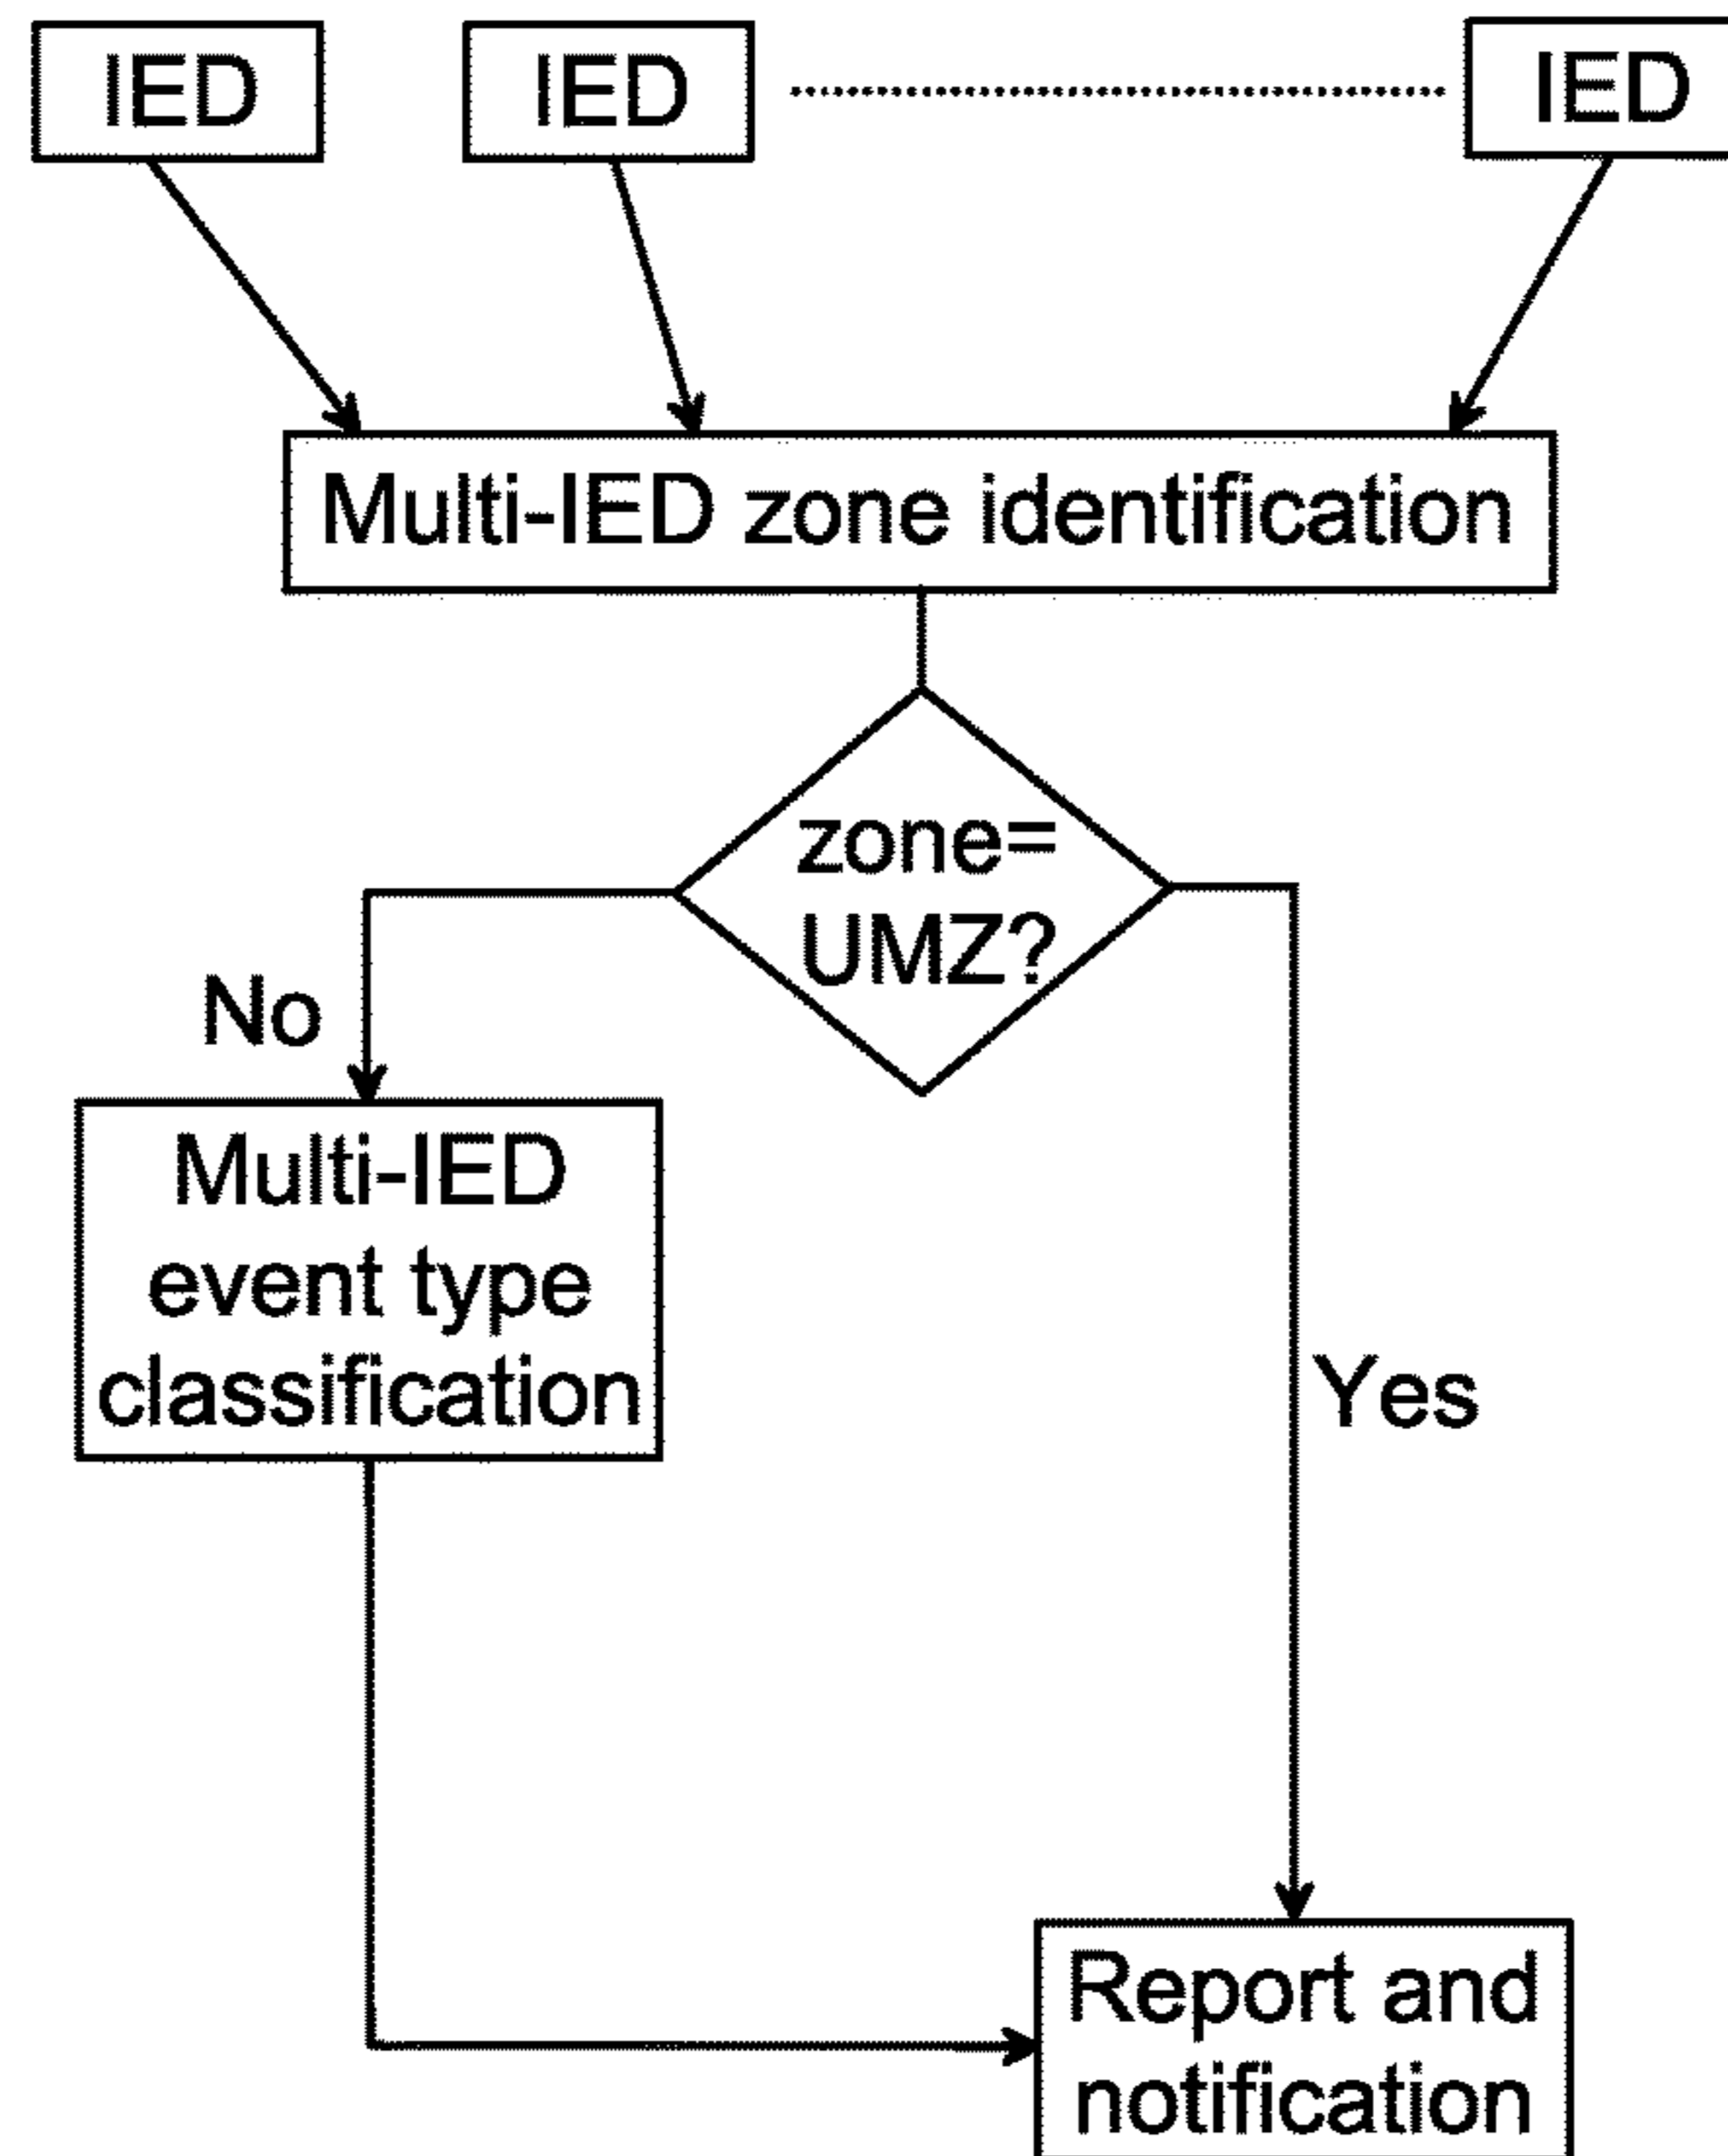 IED
IED
IED
Multi-IED zone identification
zone=
UMZ?
No
Multi-IED
event type
classification
Yes
Report and
notification